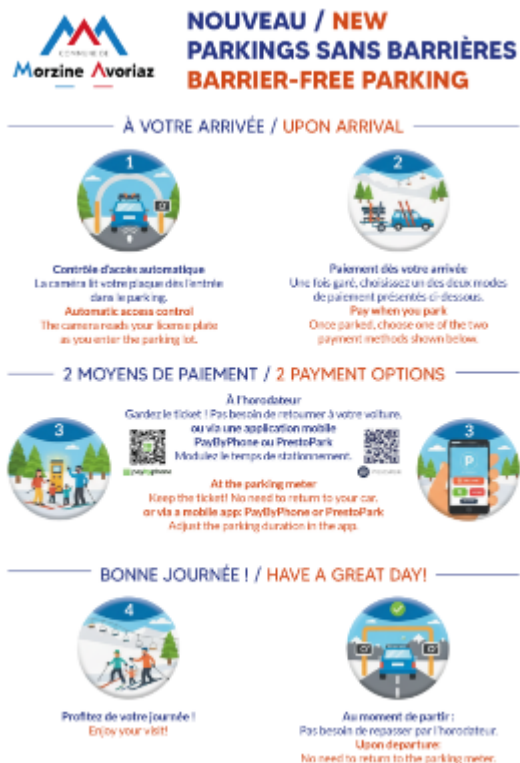 COMMUNE DE
Morzine Avoriaz
NOUVEAU / NEW
PARKINGS SANS BARRIÈRES
BARRIER-FREE PARKING
À VOTRE ARRIVÉE / UPON ARRIVAL
1
Contrôle d'accès automatique
La caméra lit votre plaque dès l'entrée
dans le parking.
Automatic access control
The camera reads your license plate
as you enter the parking lot.
2
Paiement dès votre arrivée
Une fois garé, choisissez un des deux modes
de paiement présentés ci-dessous.
Pay when you park
Once parked, choose one of the two
payment methods shown below.
2 MOYENS DE PAIEMENT / 2 PAYMENT OPTIONS
3
À l'horodateur
Gardez le ticket ! Pas besoin de retourner à votre voiture.
ou via une application mobile
PayByPhone ou PrestoPark
Modulez le temps de stationnement.
paybyphone
At the parking meter
Keep the ticket! No need to return to your car.
or via a mobile app: PayByPhone or PrestoPark
Adjust the parking duration in the app.
3
P
BONNE JOURNÉE ! / HAVE A GREAT DAY!
4
Profitez de votre journée !
Enjoy your visit!
Au moment de partir :
Pas besoin de repasser par l'horodateur.
Upon departure:
No need to return to the parking meter.